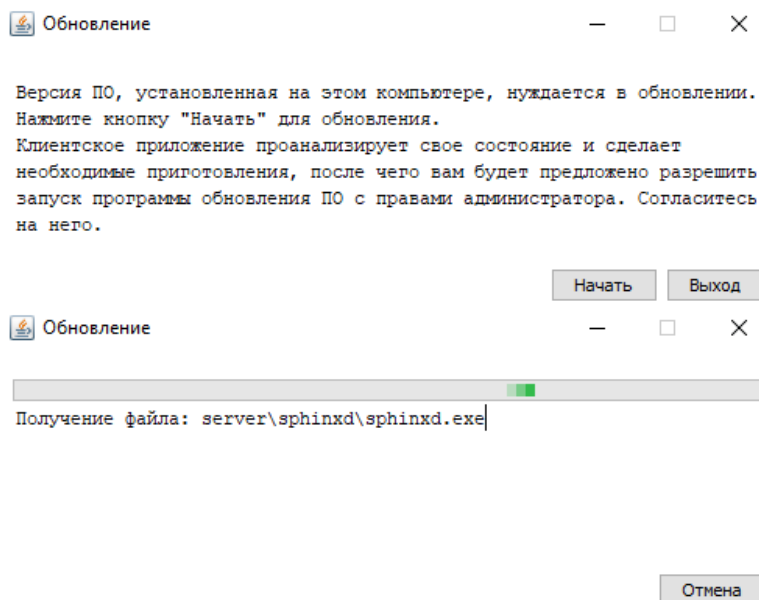 Обновление
Версия ПО, установленная на этом компьютере, нуждается в обновлении.
Нажмите кнопку "Начать" для обновления.
Клиентское приложение проанализирует свое состояние и сделает
необходимые приготовления, после чего вам будет предложено разрешить
запуск программы обновления ПО с правами администратора. Согласитесь
на него.
Начать Выход
Обновление
Получение файла: server\sphinxd\sphinxd.exe
Отмена